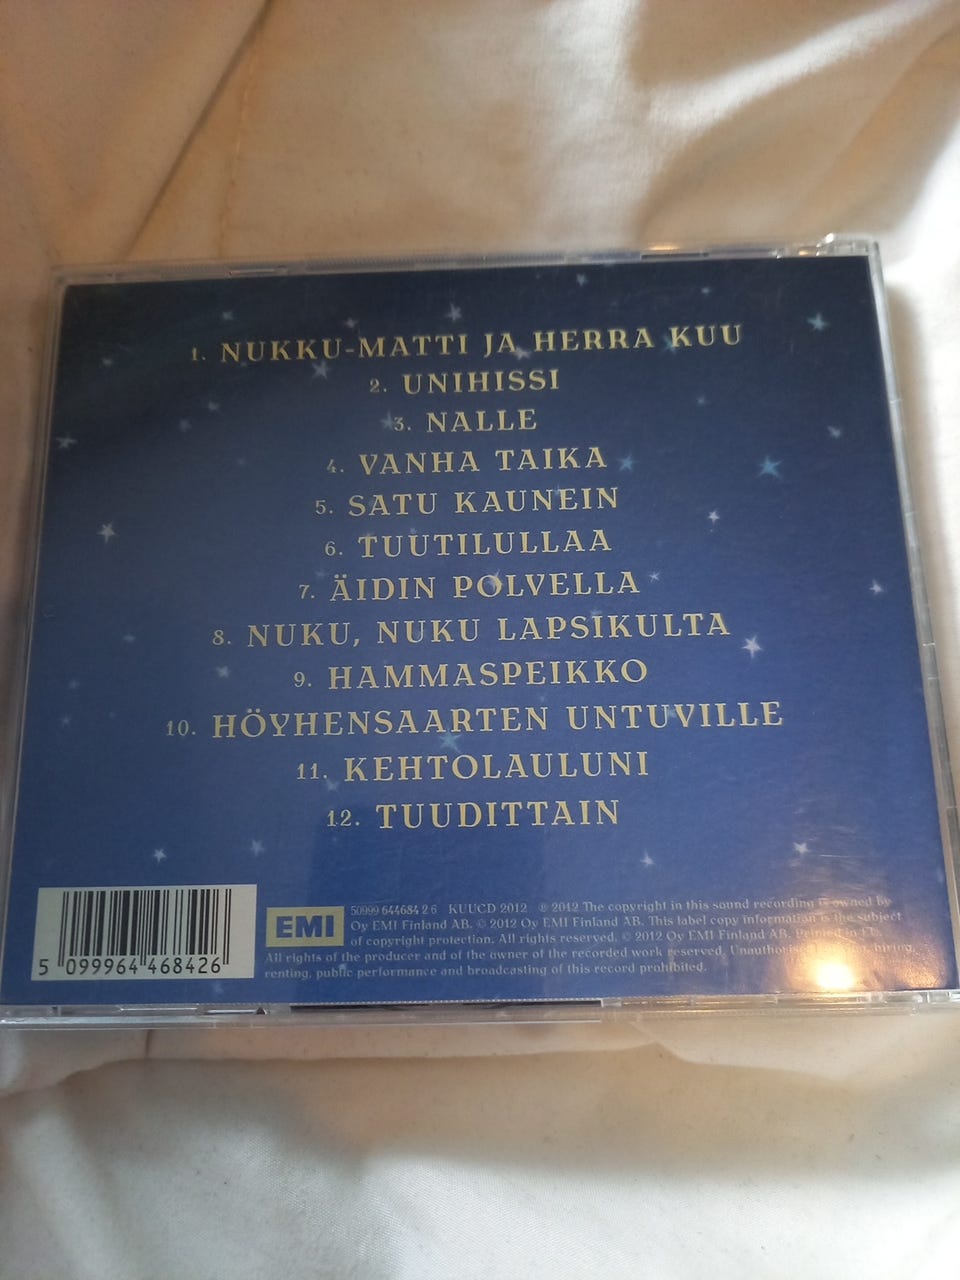 1. NUKKU-MATTI JA HERRA KUU
2. UNIHISSI
3. NALLE
4. VANHA TAIKA
5. SATU KAUNEIN
6. TUUTILULLAA
7. ÄIDIN POLVELLA
8. NUKU, NUKU LAPSIKULTA
9. HAMMASPEIKKO
10. HÖYHENSAARTEN UNTUVILLE
11. KEHTOLAULUNI
12. TUUDITTAIN
5 099964 468426
EMI
50999 644684 2 6 KUUCD 2012 ℗ 2012 The copyright in this sound recording is owned by
Oy EMI Finland AB. © 2012 Oy EMI Finland AB. This label copy information is the subject
of copyright protection. All rights reserved. © 2012 Oy EMI Finland AB. Printed in EU.
All rights of the producer and of the owner of the recorded work reserved. hiring,
renting, public performance and broadcasting of this record prohibited.